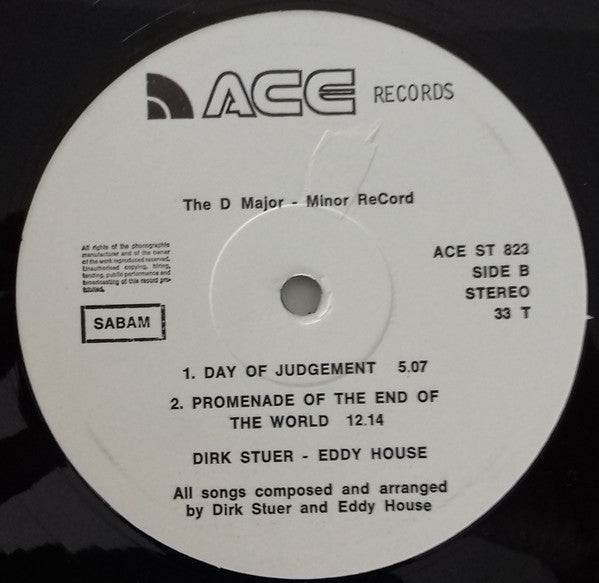 ACE RECORDS
The D Major - Minor ReCord
All rights of the phonographic
manufacturer and of the owner
of the work reproduced reserved.
Unauthorised copying, hiring,
lending, public performance and
broadcasting of this record pro-
hibited.
SABAM
ACE ST 823
SIDE B
STEREO
33 T
1. DAY OF JUDGEMENT 5.07
2. PROMENADE OF THE END OF
THE WORLD 12.14
DIRK STUER - EDDY HOUSE
All songs composed and arranged
by Dirk Stuer and Eddy House